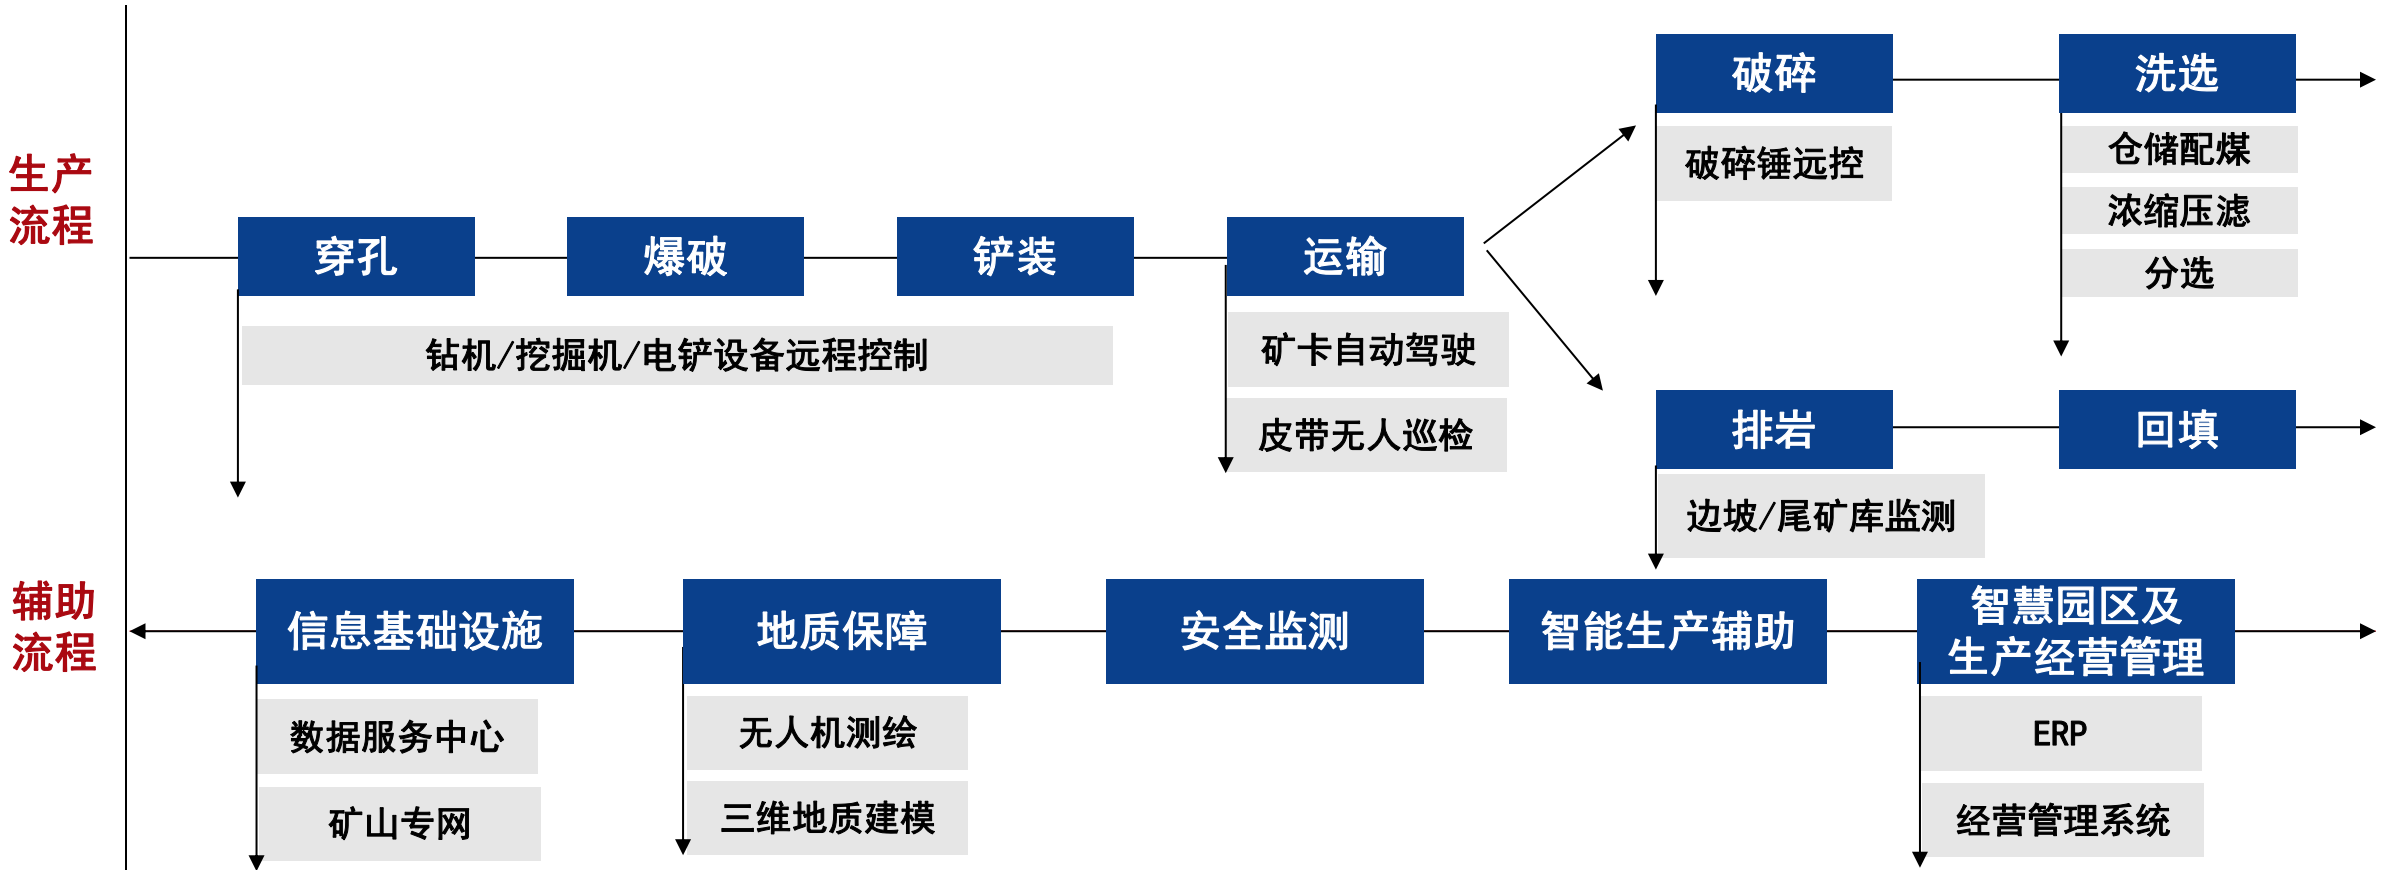 生产
流程
穿孔
爆破
铲装
运输
钻机/挖掘机/电铲设备远程控制
矿卡自动驾驶
皮带无人巡检
破碎
破碎锤远控
洗选
仓储配煤
浓缩压滤
分选
排岩
边坡/尾矿库监测
回填
辅助
流程
信息基础设施
数据服务中心
矿山专网
地质保障
无人机测绘
三维地质建模
安全监测
智能生产辅助
智慧园区及
生产经营管理
ERP
经营管理系统